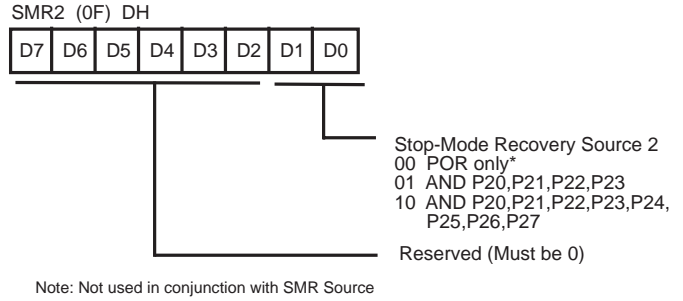 SMR2 (0F) DH
D7 D6 D5 D4 D3 D2 D1 D0
Stop-Mode Recovery Source 2
00 POR only*
01 AND P20,P21,P22,P23
10 AND P20,P21,P22,P23,P24,
P25,P26,P27
Reserved (Must be 0)
Note: Not used in conjunction with SMR Source